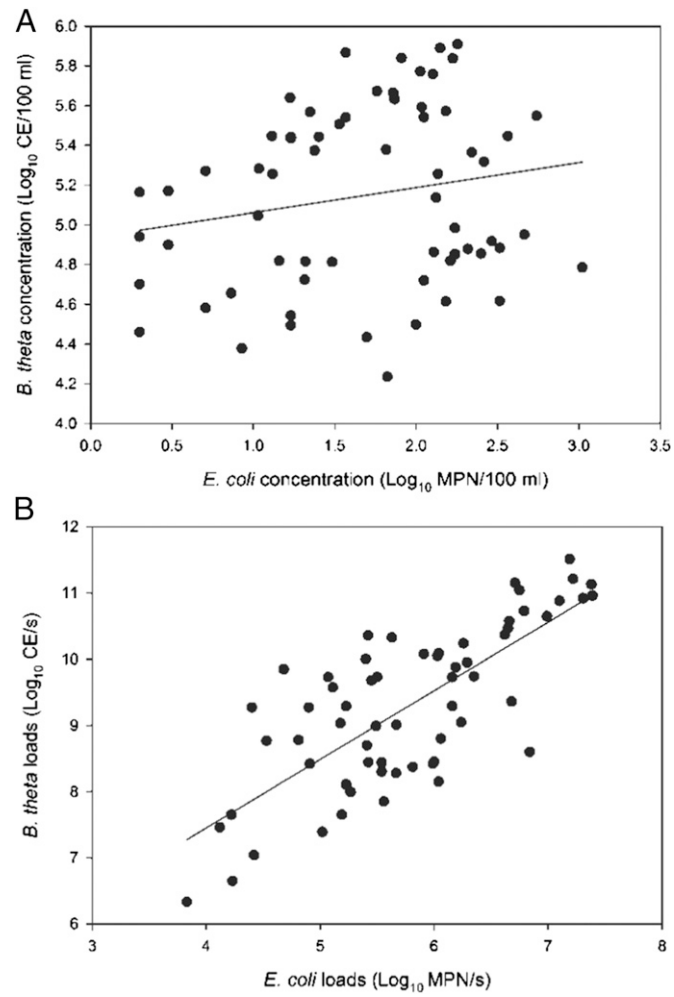 A
6.0
5.8
5.6
5.4
5.2
5.0
4.8
4.6
4.4
4.2
4.0
B. theta concentration (Log10 CE/100 ml)
0.0 0.5 1.0 1.5 2.0 2.5 3.0 3.5
E. coli concentration (Log10 MPN/100 ml)
B
12
11
10
9
8
7
6
B. theta loads (Log10 CE/s)
3 4 5 6 7 8
E. coli loads (Log10 MPN/s)